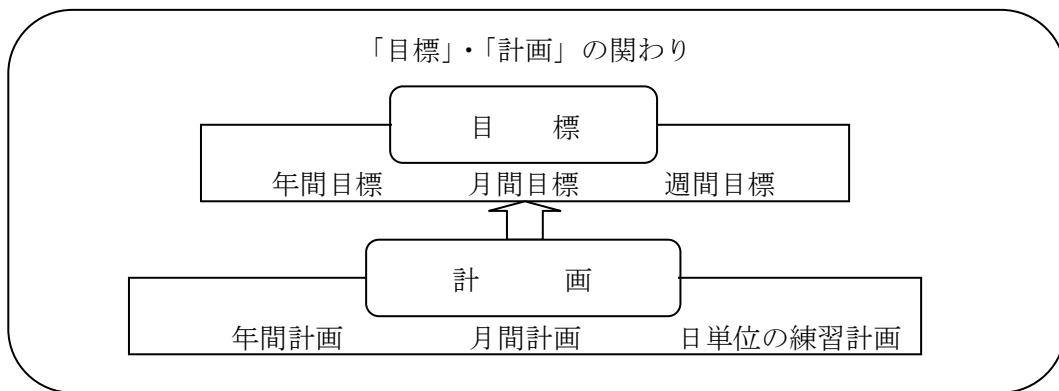 「目標」・「計画」の関わり
目　　標
年間目標　　月間目標　　週間目標
計　　　画
年間計画　　月間計画　　日単位の練習計画